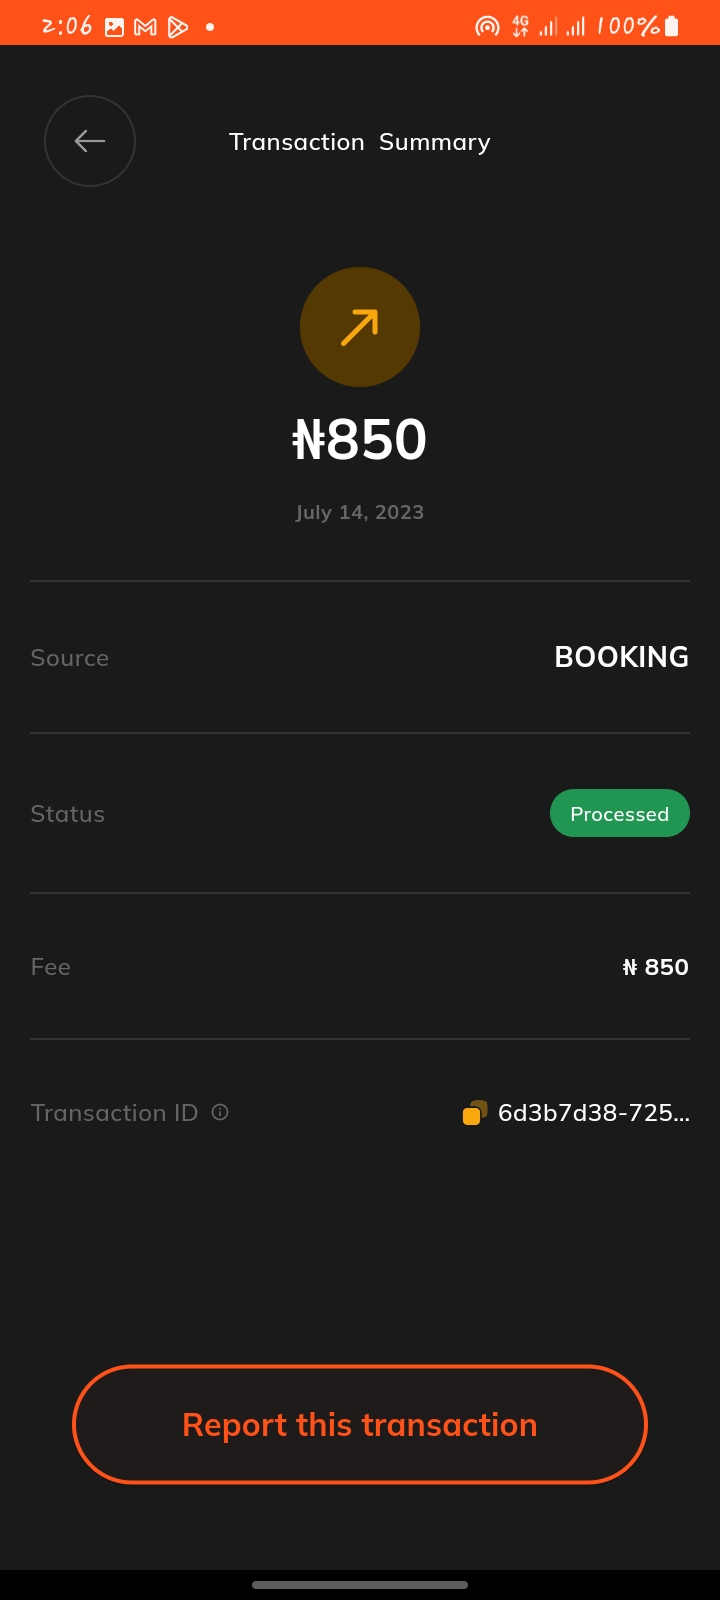 2:06 4G 100%
Transaction Summary
₦850
July 14, 2023
Source BOOKING
Status Processed
Fee ₦ 850
Transaction ID 6d3b7d38-725...
Report this transaction